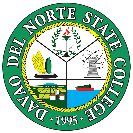 DAVAO DEL NORTE STATE COLLEGE
1995